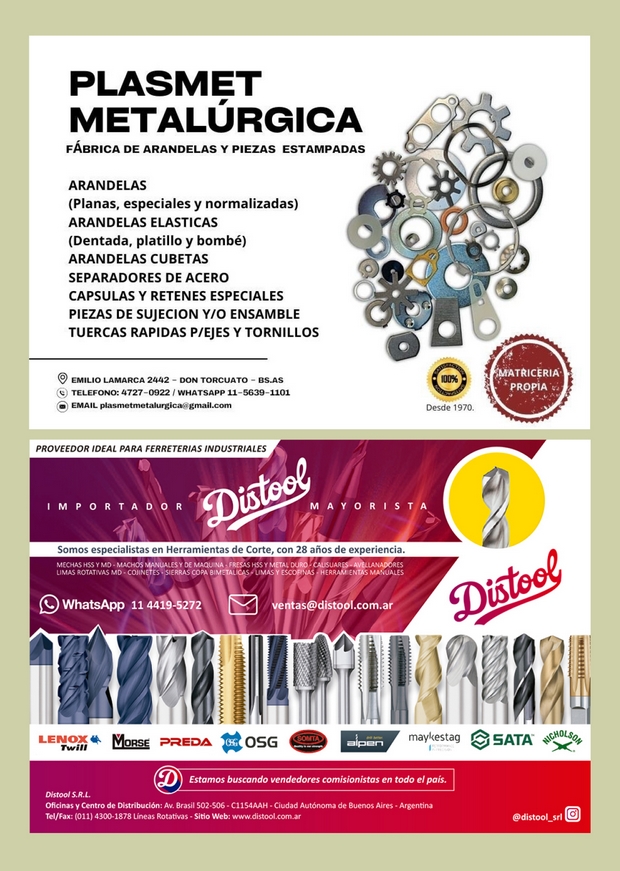 PLASMET
METALÚRGICA
FÁBRICA DE ARANDELAS Y PIEZAS ESTAMPADAS
ARANDELAS
(Planas, especiales y normalizadas)
ARANDELAS ELASTICAS
(Dentada, platillo y bombé)
ARANDELAS CUBETAS
SEPARADORES DE ACERO
CAPSULAS Y RETENES ESPECIALES
PIEZAS DE SUJECION Y/O ENSAMBLE
TUERCAS RAPIDAS P/EJES Y TORNILLOS
EMILIO LAMARCA 2442 - DON TORCUATO - BS.AS
TELEFONO: 4727-0922 / WHATSAPP 11-5639-1101
EMAIL plasmetmetalurgica@gmail.com
100%
Desde 1970.
MATRICERIA
PROPIA
PROVEEDOR IDEAL PARA FERRETERIAS INDUSTRIALES
IMPORTADOR Distool MAYORISTA
Somos especialistas en Herramientas de Corte, con 28 años de experiencia.
MECHAS HSS Y MD - MACHOS MANUALES Y DE MAQUINA - FRESAS HSS Y METAL DURO - CALISUARES - AVELLANADORES
LIMAS ROTATIVAS MD - COJINETES - SIERRAS COPA BIMETALICAS - LIMAS Y ESCOFINAS - HERRAMIENTAS MANUALES
Distool
WhatsApp 11 4419-5272
ventas@distool.com.ar
LENOX
Twill
MORSE
PREDA
OSG
SOMTA
alpen
maykestag
SATA
NICHOLSON
D
Estamos buscando vendedores comisionistas en todo el país.
Distool S.R.L.
Oficinas y Centro de Distribución: Av. Brasil 502-506 - C1154AAH - Ciudad Autónoma de Buenos Aires - Argentina
Tel/Fax: (011) 4300-1878 Líneas Rotativas - Sitio Web: www.distool.com.ar
@distool_srl